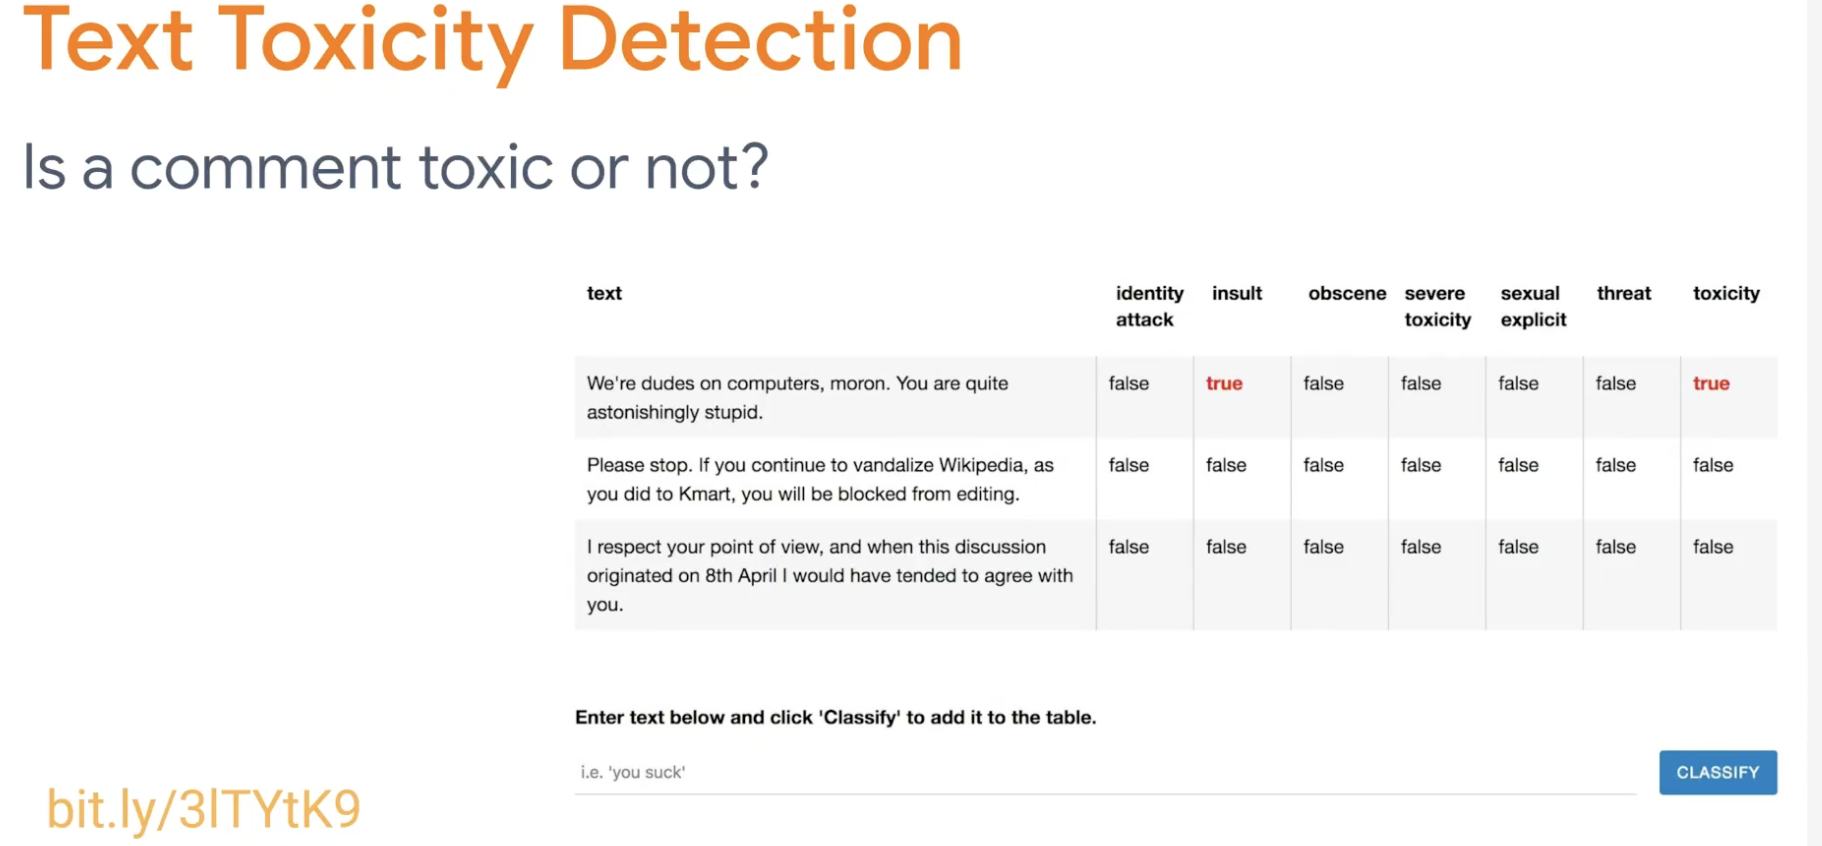 Text Toxicity Detection
Is a comment toxic or not?
text identity attack insult obscene severe toxicity sexual explicit threat toxicity
We're dudes on computers, moron. You are quite false true false false false false true
astonishingly stupid.
Please stop. If you continue to vandalize Wikipedia, as false false false false false false false
you did to Kmart, you will be blocked from editing.
I respect your point of view, and when this discussion false false false false false false false
originated on 8th April I would have tended to agree with
you.
Enter text below and click 'Classify' to add it to the table.
i.e. 'you suck' CLASSIFY
bit.ly/3lTYtK9